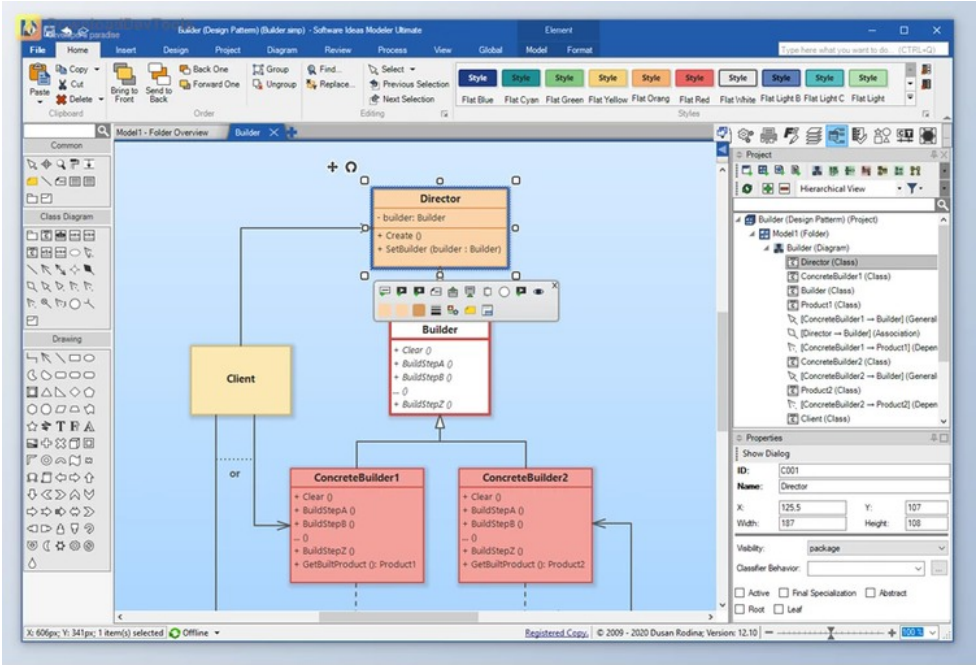 Builder (Design Pattern) (Builder.simp) - Software Ideas Modeler Ultimate
Element
File Home Insert Design Project Diagram Review Process View Global Model Format
Type here what you want to do... (CTRL+Q)
Paste
Copy
Cut
Delete
Clipboard
Bring to Front
Send to Back
Back One
Forward One
Group
Ungroup
Order
Find...
Replace...
Select
Previous Selection
Next Selection
Editing
Style Style Style Style Style Style Style Style Style Style
Flat Blue Flat Cyan Flat Green Flat Yellow Flat Orang Flat Red Flat White Flat Light B Flat Light C Flat Light
Styles
Common
Class Diagram
Drawing
Model1 - Folder Overview
Builder
Director
- builder: Builder
+ Create ()
+ SetBuilder (builder : Builder)
Builder
+ Clear ()
+ BuildStepA ()
+ BuildStepB ()
... ()
+ BuildStepZ ()
Client
or
ConcreteBuilder1
+ Clear ()
+ BuildStepA ()
+ BuildStepB ()
... ()
+ BuildStepZ ()
+ GetBuiltProduct (): Product1
ConcreteBuilder2
+ Clear ()
+ BuildStepA ()
+ BuildStepB ()
... ()
+ BuildStepZ ()
+ GetBuiltProduct (): Product2
Project
Hierarchical View
Builder (Design Pattern) (Project)
Model1 (Folder)
Builder (Diagram)
Director (Class)
ConcreteBuilder1 (Class)
Builder (Class)
Product1 (Class)
[ConcreteBuilder1 → Builder] (General
[Director → Builder] (Association)
[ConcreteBuilder1 → Product1] (Depen
ConcreteBuilder2 (Class)
[ConcreteBuilder2 → Builder] (General
Product2 (Class)
[ConcreteBuilder2 → Product2] (Depen
Client (Class)
Properties
Show Dialog
ID: C001
Name: Director
X: 125.5 Y: 107
Width: 187 Height: 108
Visibility: package
Classifier Behavior:
Active Final Specialization Abstract
Root Leaf
X: 606px; Y: 341px; 1 item(s) selected
Offline
Registered Copy. © 2009 - 2020 Dusan Rodina; Version: 12.10
100 %